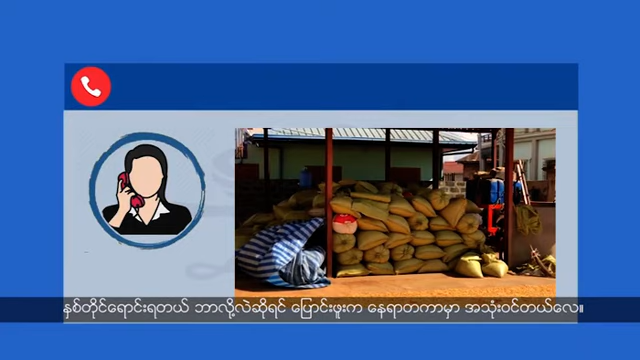 နှစ်တိုင်ရောင်းရတယ် ဘာလို့လဲဆိုရင် ပြောင်းဖူးက နေရာတကာမှာ အသုံးဝင်တယ်လေ။